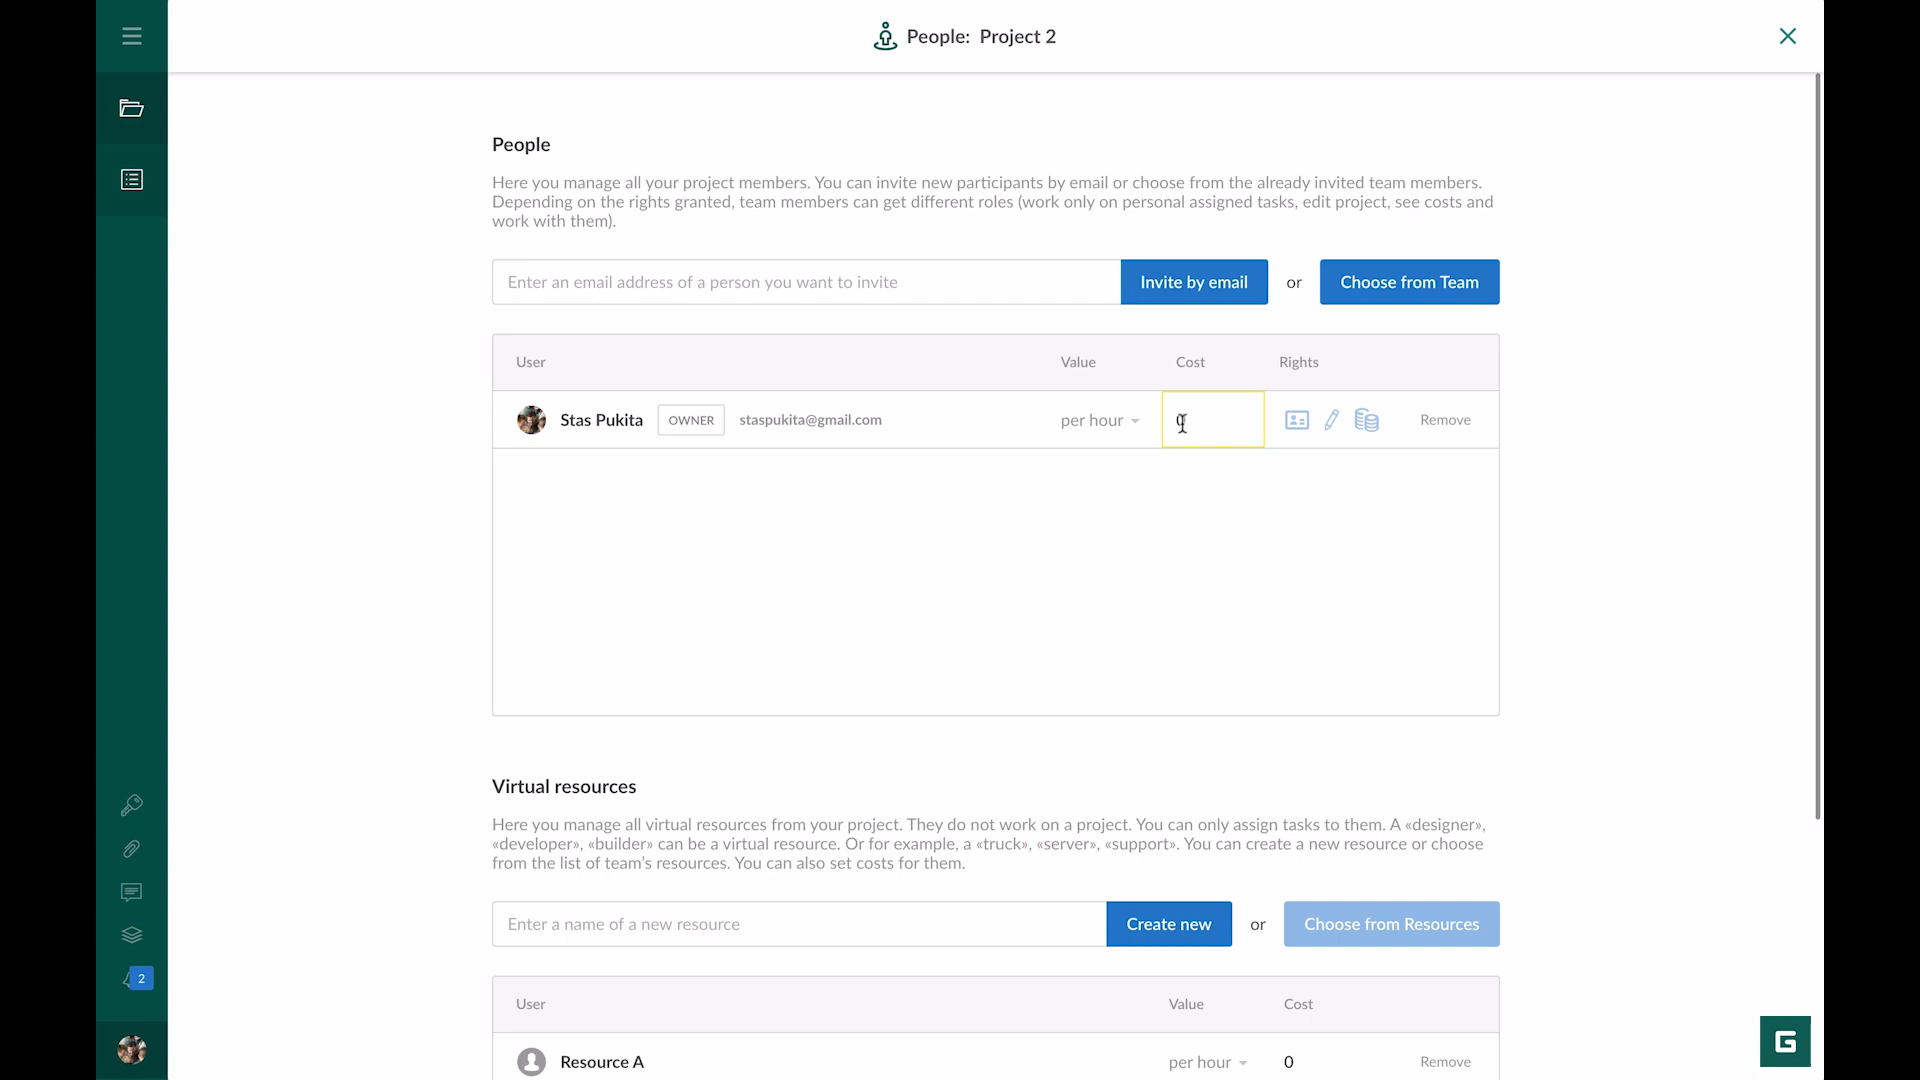 People: Project 2
People
Here you manage all your project members. You can invite new participants by email or choose from the already invited team members.
Depending on the rights granted, team members can get different roles (work only on personal assigned tasks, edit project, see costs and
work with them).
Enter an email address of a person you want to invite
Invite by email
or
Choose from Team
User Value Cost Rights
Stas Pukita OWNER staspukita@gmail.com per hour 0 Remove
Virtual resources
Here you manage all virtual resources from your project. They do not work on a project. You can only assign tasks to them. A «designer»,
«developer», «builder» can be a virtual resource. Or for example, a «truck», «server», «support». You can create a new resource or choose
from the list of team's resources. You can also set costs for them.
Enter a name of a new resource
Create new
or
Choose from Resources
2
User Value Cost
Resource A per hour 0 Remove
G